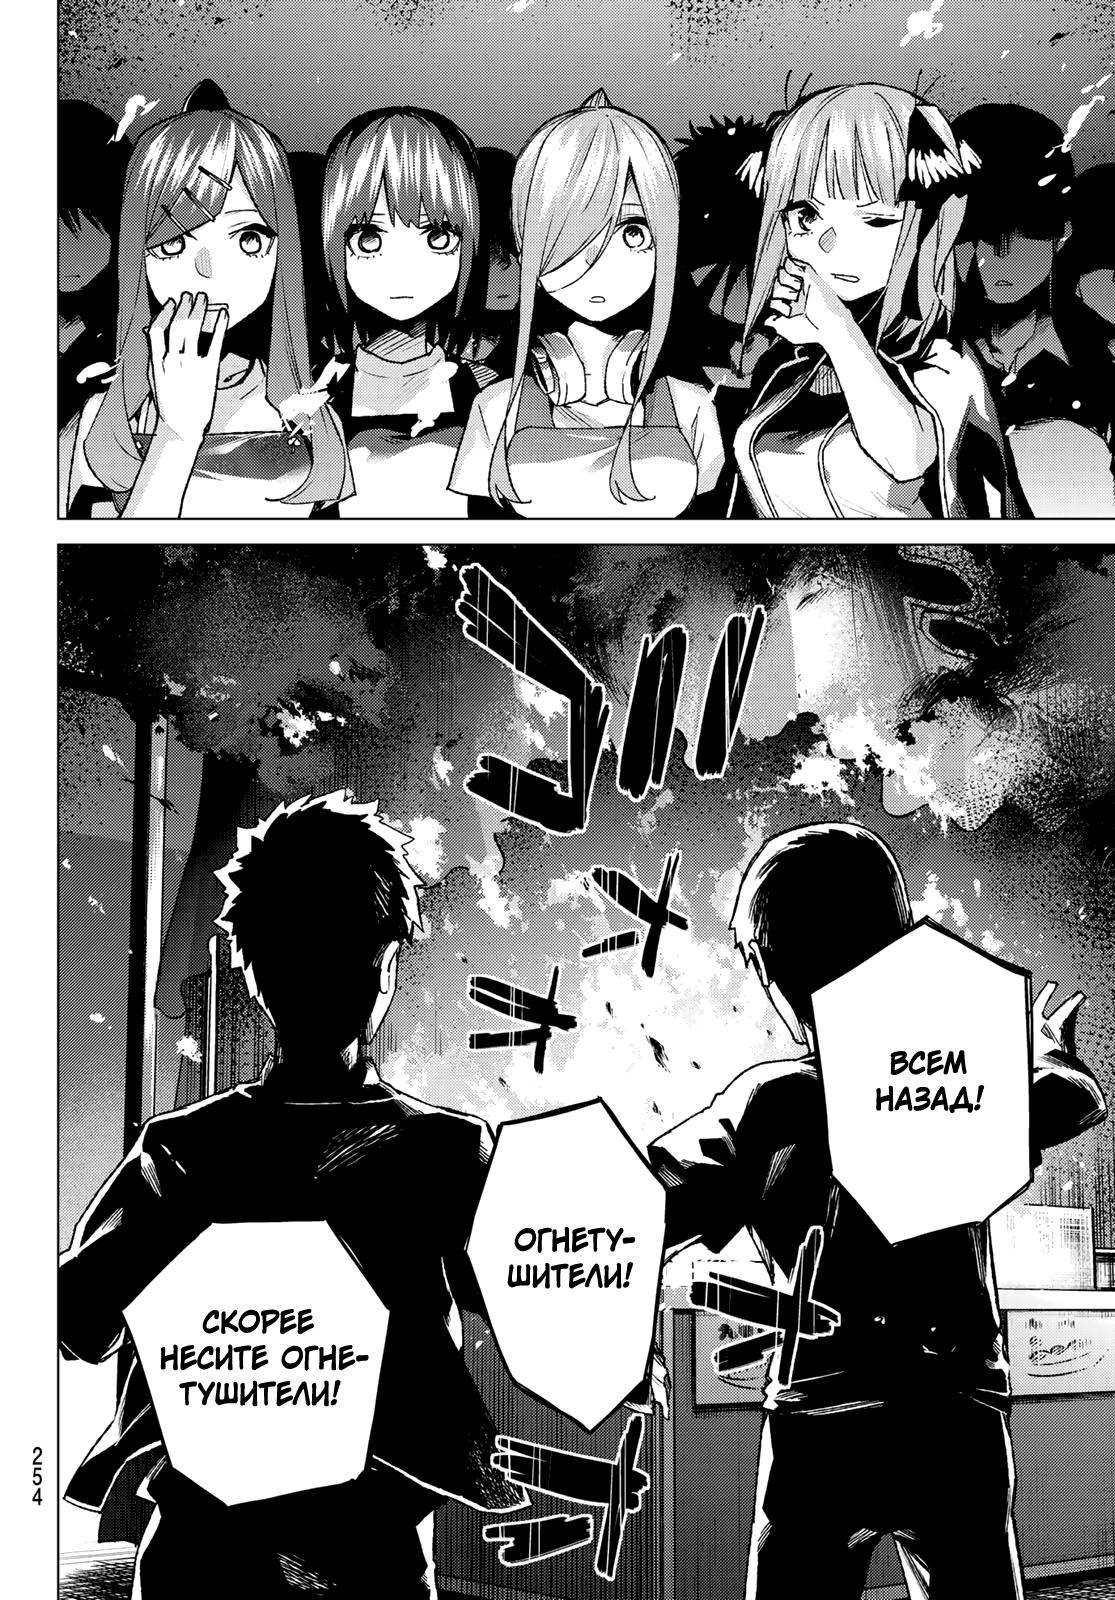 ВСЕМ
НАЗАД!
ОГНЕТУ-
ШИТЕЛИ!
СКОРЕЕ
НЕСИТЕ ОГНЕ-
ТУШИТЕЛИ!
254